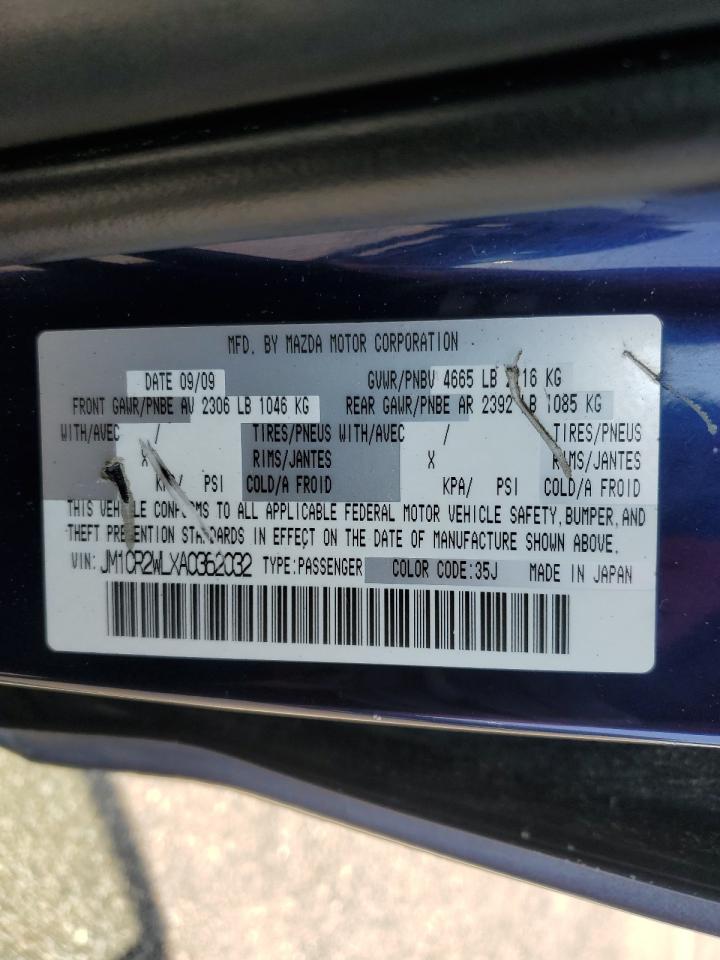 MFD. BY MAZDA MOTOR CORPORATION
DATE 09/09 GVWR/PNBV 4665 LB KG
FRONT GAWR/PNBE AV 2306 LB 1046 KG REAR GAWR/PNBE AR 2392 LB 1085 KG
WITH/AVEC / TIRES/PNEUS WITH/AVEC / TIRES/PNEUS
X RIMS/JANTES X RIMS/JANTES
KPA/ PSI COLD/A FROID KPA/ PSI COLD/A FROID
THIS VEHICLE CONFORMS TO ALL APPLICABLE FEDERAL MOTOR VEHICLE SAFETY, BUMPER, AND
THEFT PREVENTION STANDARDS IN EFFECT ON THE DATE OF MANUFACTURE SHOWN ABOVE.
VIN: JM1CR2WLXA0362032 TYPE:PASSENGER COLOR CODE:35J MADE IN JAPAN